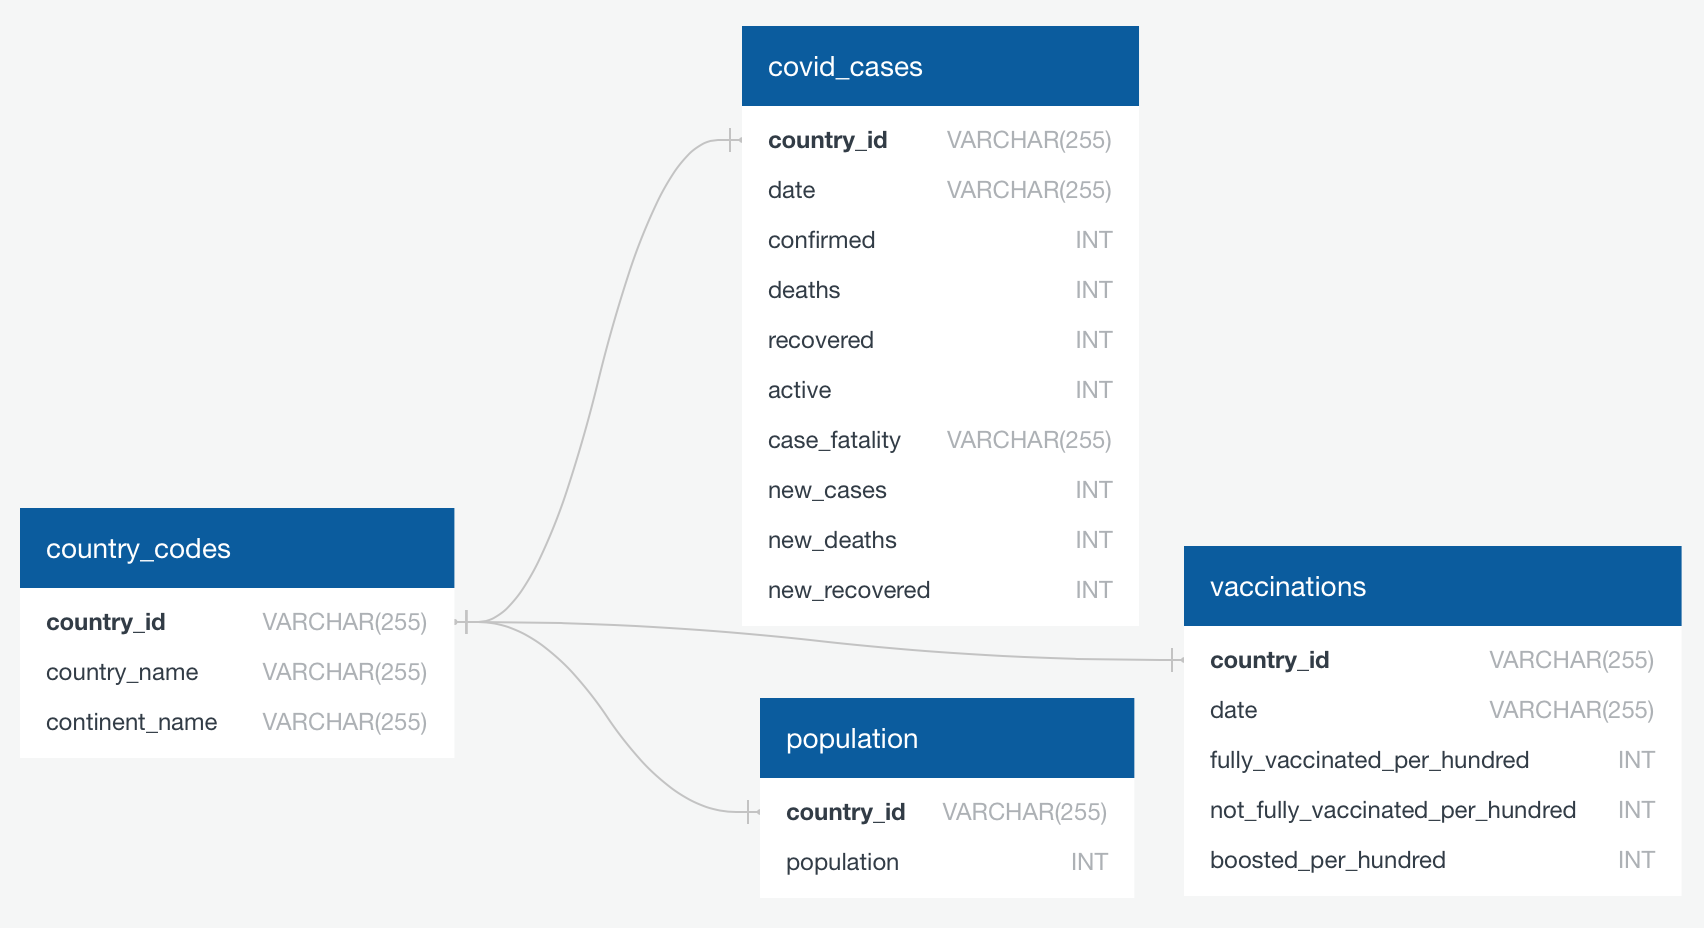 covid_cases
country_id VARCHAR(255)
date VARCHAR(255)
confirmed INT
deaths INT
recovered INT
active INT
case_fatality VARCHAR(255)
new_cases INT
new_deaths INT
new_recovered INT
country_codes
country_id VARCHAR(255)
country_name VARCHAR(255)
continent_name VARCHAR(255)
population
country_id VARCHAR(255)
population INT
vaccinations
country_id VARCHAR(255)
date VARCHAR(255)
fully_vaccinated_per_hundred INT
not_fully_vaccinated_per_hundred INT
boosted_per_hundred INT